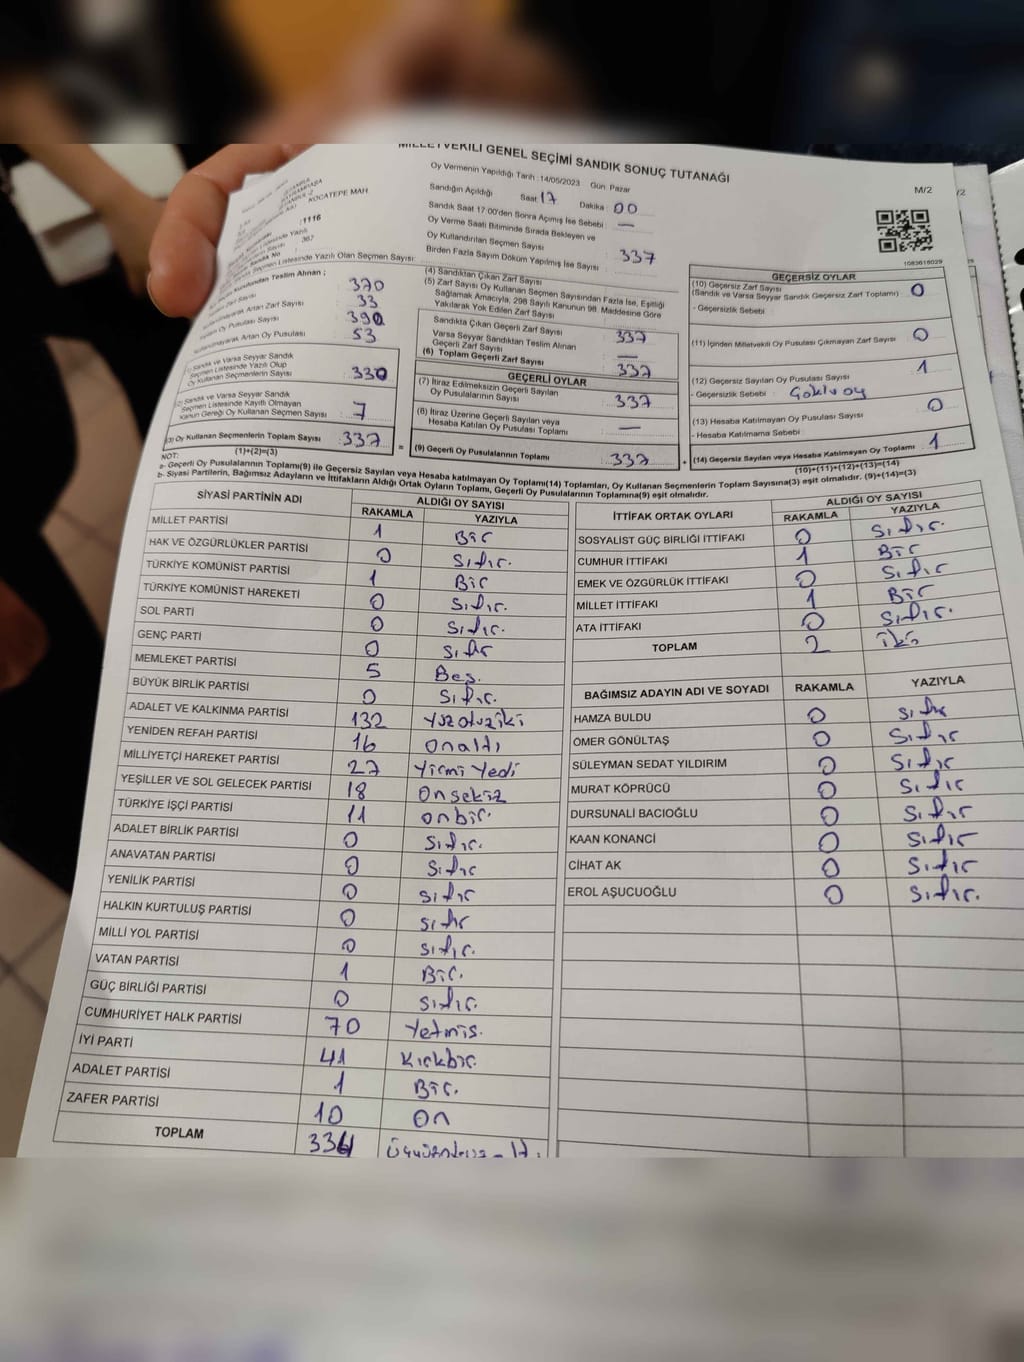 MİLLETVEKİLİ GENEL SEÇİMİ SANDIK SONUÇ TUTANAĞI
M/2
/2
Oy Vermenin Yapıldığı Tarih :14/05/2023 Gün: Pazar
Sandığın Açıldığı Saat 17 Dakika : 00
Sandık Saat 17:00'den Sonra Açılmış İse Sebebi : —
Oy Verme Saati Bitiminde Sırada Bekleyen ve
Oy Kullandırılan Seçmen Sayısı
Birden Fazla Sayım Döküm Yapılmış İse Sayısı : 337
KOCATEPE MAH
:1116
367
Seçmen Listesinde Yazılı Olan Seçmen Sayısı:
1083618029
Teslim Alınan ;
370
Artan Zarf Sayısı 33
Oy Pusulası Sayısı 390
Artan Oy Pusulası 53
(1) Sandık ve Varsa Seyyar Sandık
Seçmen Listesinde Yazılı Olup
Oy Kullanan Seçmenlerin Sayısı 330
(2) Sandık ve Varsa Seyyar Sandık
Seçmen Listesinde Kayıtlı Olmayan
Kanun Gereği Oy Kullanan Seçmen Sayısı : 7
(3) Oy Kullanan Seçmenlerin Toplam Sayısı :337 =
(1)+(2)=(3)
(4) Sandıktan Çıkan Zarf Sayısı
(5) Zarf Sayısı Oy Kullanan Seçmen Sayısından Fazla İse, Eşitliği
Sağlamak Amacıyla, 298 Sayılı Kanunun 98. Maddesine Göre
Yakılarak Yok Edilen Zarf Sayısı
Sandıkta Çıkan Geçerli Zarf Sayısı : 337
Varsa Seyyar Sandıktan Teslim Alınan
Geçerli Zarf Sayısı : —
(6) Toplam Geçerli Zarf Sayısı : 337
GEÇERLİ OYLAR
(7) İtiraz Edilmeksizin Geçerli Sayılan
Oy Pusulalarının Sayısı : 337
(8) İtiraz Üzerine Geçerli Sayılan veya
Hesaba Katılan Oy Pusulası Toplamı : —
(9) Geçerli Oy Pusulalarının Toplamı 337 +
GEÇERSİZ OYLAR
(10) Geçersiz Zarf Sayısı
(Sandık ve Varsa Seyyar Sandık Geçersiz Zarf Toplamı) : 0
- Geçersizlik Sebebi :
(11) İçinden Milletvekili Oy Pusulası Çıkmayan Zarf Sayısı : 0
(12) Geçersiz Sayılan Oy Pusulası Sayısı : 1
- Geçersizlik Sebebi : Çoklu oy
(13) Hesaba Katılmayan Oy Pusulası Sayısı : 0
- Hesaba Katılmama Sebebi :
(14) Geçersiz Sayılan veya Hesaba Katılmayan Oy Toplamı : 1
(10)+(11)+(12)+(13)=(14)
NOT:
a- Geçerli Oy Pusulalarının Toplamı(9) ile Geçersiz Sayılan veya Hesaba katılmayan Oy Toplamı(14) Toplamları, Oy Kullanan Seçmenlerin Toplam Sayısına(3) eşit olmalıdır. (9)+(14)=(3)
b- Siyasi Partilerin, Bağımsız Adayların ve İttifakların Aldığı Ortak Oyların Toplamı, Geçerli Oy Pusulalarının Toplamına(9) eşit olmalıdır.
SİYASİ PARTİNİN ADI ALDIĞI OY SAYISI
RAKAMLA YAZIYLA
MİLLET PARTİSİ 1 Bir
HAK VE ÖZGÜRLÜKLER PARTİSİ 0 Sıfır.
TÜRKİYE KOMÜNİST PARTİSİ 1 Bir
TÜRKİYE KOMÜNİST HAREKETİ 0 Sıfır.
SOL PARTİ 0 Sıfır.
GENÇ PARTİ 0 Sıfır
MEMLEKET PARTİSİ 5 Beş.
BÜYÜK BİRLİK PARTİSİ 0 Sıfır.
ADALET VE KALKINMA PARTİSİ 132 Yüzotuziki
YENİDEN REFAH PARTİSİ 16 Onaltı
MİLLİYETÇİ HAREKET PARTİSİ 27 Yirmi Yedi
YEŞİLLER VE SOL GELECEK PARTİSİ 18 Onsekiz
TÜRKİYE İŞÇİ PARTİSİ 11 Onbir.
ADALET BİRLİK PARTİSİ 0 Sıfır.
ANAVATAN PARTİSİ 0 Sıfır
YENİLİK PARTİSİ 0 Sıfır
HALKIN KURTULUŞ PARTİSİ 0 Sıfır
MİLLİ YOL PARTİSİ 0 Sıfır.
VATAN PARTİSİ 1 Bir.
GÜÇ BİRLİĞİ PARTİSİ 0 Sıfır.
CUMHURİYET HALK PARTİSİ 70 Yetmiş.
İYİ PARTİ 41 Kırkbir.
ADALET PARTİSİ 1 Bir.
ZAFER PARTİSİ 10 On
TOPLAM 334
İTTİFAK ORTAK OYLARI ALDIĞI OY SAYISI
RAKAMLA YAZIYLA
SOSYALİST GÜÇ BİRLİĞİ İTTİFAKI 0 Sıfır.
CUMHUR İTTİFAKI 1 Bir
EMEK VE ÖZGÜRLÜK İTTİFAKI 0 Sıfır
MİLLET İTTİFAKI 1 Bir
ATA İTTİFAKI 0 Sıfır.
TOPLAM 2 İki
BAĞIMSIZ ADAYIN ADI VE SOYADI RAKAMLA YAZIYLA
HAMZA BULDU 0 Sıfır
ÖMER GÖNÜLTAŞ 0 Sıfır
SÜLEYMAN SEDAT YILDIRIM 0 Sıfır
MURAT KÖPRÜCÜ 0 Sıfır
DURSUNALİ BACIOĞLU 0 Sıfır
KAAN KONANCİ 0 Sıfır
CİHAT AK 0 Sıfır
EROL AŞUCUOĞLU 0 Sıfır.